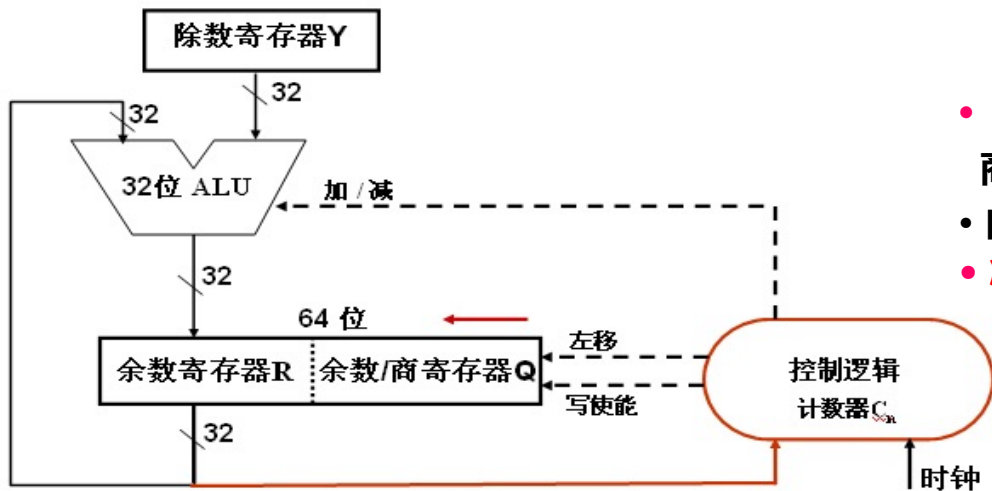 除数寄存器Y
32
32
32位 ALU
加 / 减
32
64 位
余数寄存器R
余数/商寄存器Q
左移
写使能
控制逻辑
计数器Cn
32
时钟